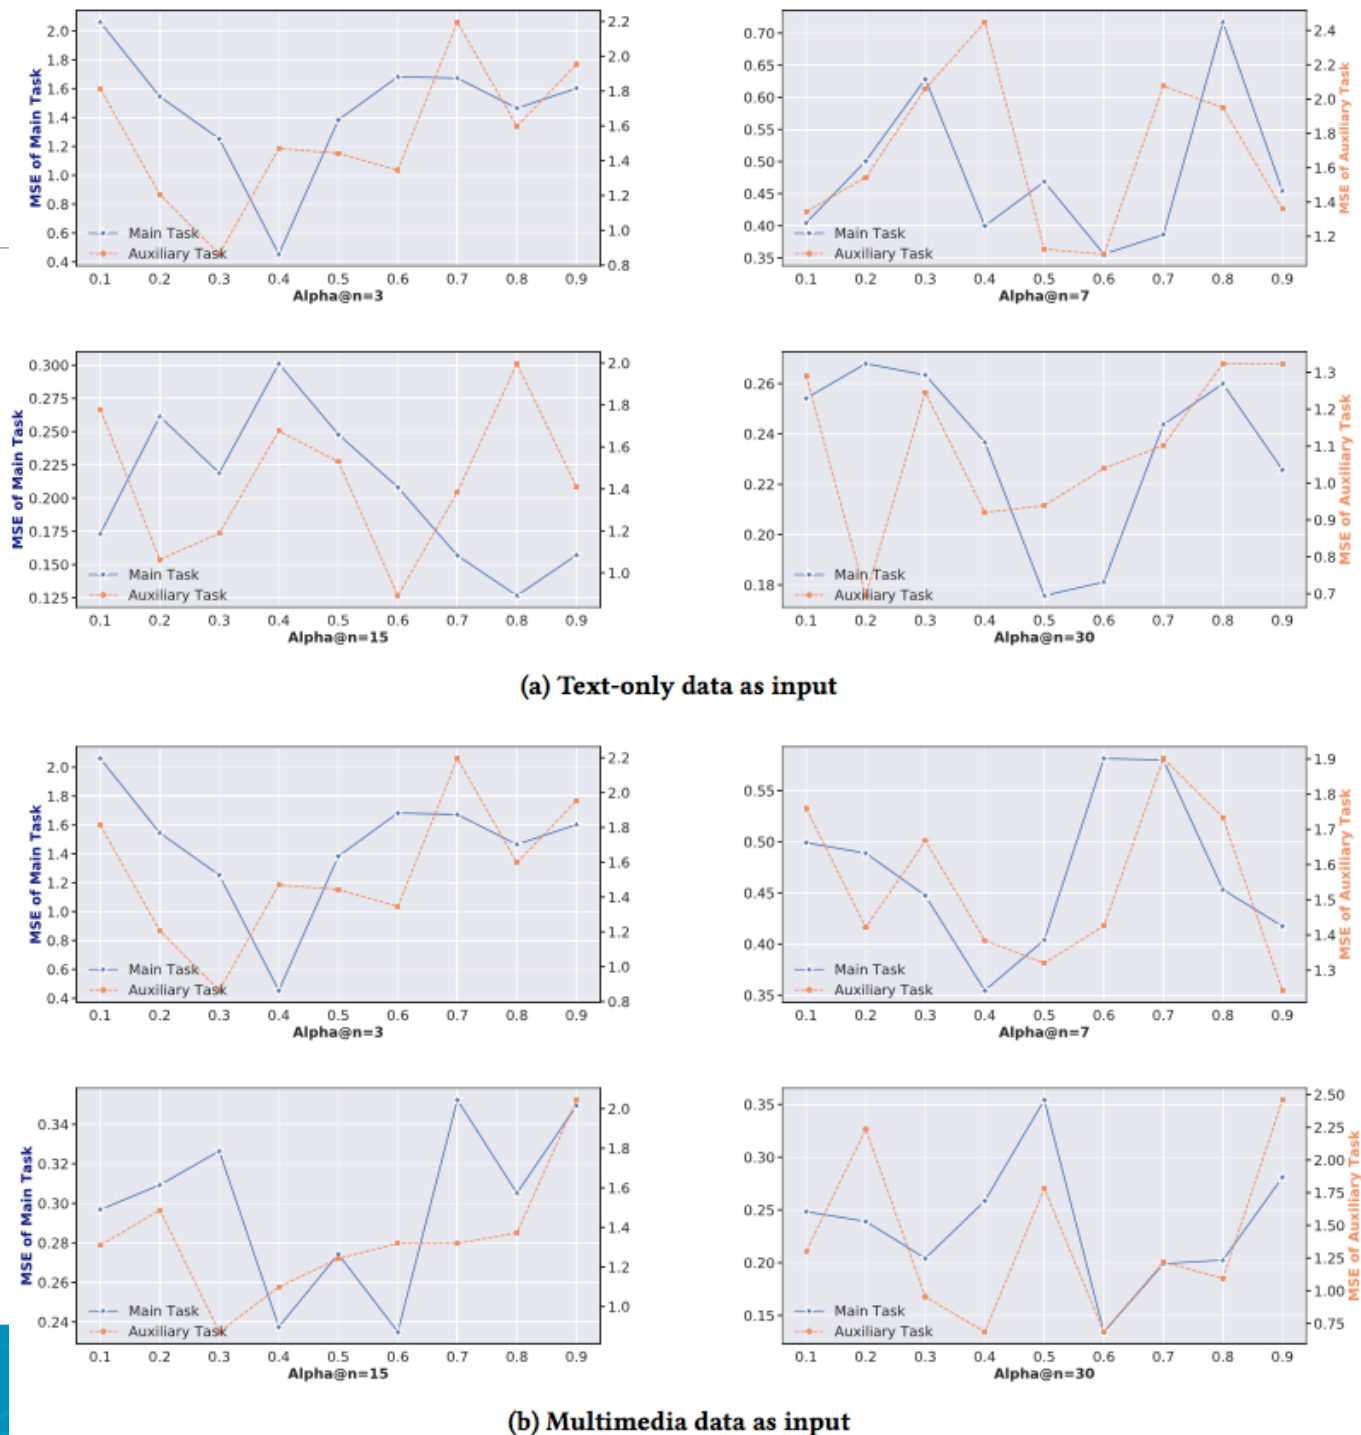 2.0
1.8
1.6
1.4
1.2
1.0
0.8
0.6
0.4
MSE of Main Task
Main Task
Auxiliary Task
2.2
2.0
1.8
1.6
1.4
1.2
1.0
0.8
0.1 0.2 0.3 0.4 0.5 0.6 0.7 0.8 0.9
Alpha@n=3
0.70
0.65
0.60
0.55
0.50
0.45
0.40
0.35
Main Task
Auxiliary Task
2.4
2.2
2.0
1.8
1.6
1.4
1.2
MSE of Auxiliary Task
0.1 0.2 0.3 0.4 0.5 0.6 0.7 0.8 0.9
Alpha@n=7
0.300
0.275
0.250
0.225
0.200
0.175
0.150
0.125
MSE of Main Task
Main Task
Auxiliary Task
2.0
1.8
1.6
1.4
1.2
1.0
0.1 0.2 0.3 0.4 0.5 0.6 0.7 0.8 0.9
Alpha@n=15
0.26
0.24
0.22
0.20
0.18
Main Task
Auxiliary Task
1.3
1.2
1.1
1.0
0.9
0.8
0.7
MSE of Auxiliary Task
0.1 0.2 0.3 0.4 0.5 0.6 0.7 0.8 0.9
Alpha@n=30
(a) Text-only data as input
2.0
1.8
1.6
1.4
1.2
1.0
0.8
0.6
0.4
MSE of Main Task
Main Task
Auxiliary Task
2.2
2.0
1.8
1.6
1.4
1.2
1.0
0.8
0.1 0.2 0.3 0.4 0.5 0.6 0.7 0.8 0.9
Alpha@n=3
0.55
0.50
0.45
0.40
0.35
Main Task
Auxiliary Task
1.9
1.8
1.7
1.6
1.5
1.4
1.3
MSE of Auxiliary Task
0.1 0.2 0.3 0.4 0.5 0.6 0.7 0.8 0.9
Alpha@n=7
0.34
0.32
0.30
0.28
0.26
0.24
MSE of Main Task
Main Task
Auxiliary Task
2.0
1.8
1.6
1.4
1.2
1.0
0.1 0.2 0.3 0.4 0.5 0.6 0.7 0.8 0.9
Alpha@n=15
0.35
0.30
0.25
0.20
0.15
Main Task
Auxiliary Task
2.50
2.25
2.00
1.75
1.50
1.25
1.00
0.75
MSE of Auxiliary Task
0.1 0.2 0.3 0.4 0.5 0.6 0.7 0.8 0.9
Alpha@n=30
(b) Multimedia data as input